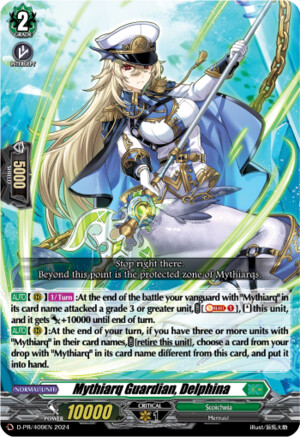 2
GRADE
INTERCEPT
5000
SHIELD
Stop right there.
Beyond this point is the protected zone of Mythiarqs.
AUTO 1/Turn :At the end of the battle your vanguard with "Mythiarq" in
its card name attacked a grade 3 or greater unit, this unit,
and it gets +10000 until end of turn.
AUTO :At the end of your turn, if you have three or more units with
"Mythiarq" in their card names, [retire this unit], choose a card from your
drop with "Mythiarq" in its card name different from this card, and put it
into hand.
NORMAL UNIT
Mythiarq Guardian, Delphina
D-PR/409EN 2024
POWER
10000
CRITICAL
1
Stoicheia
Mermaid